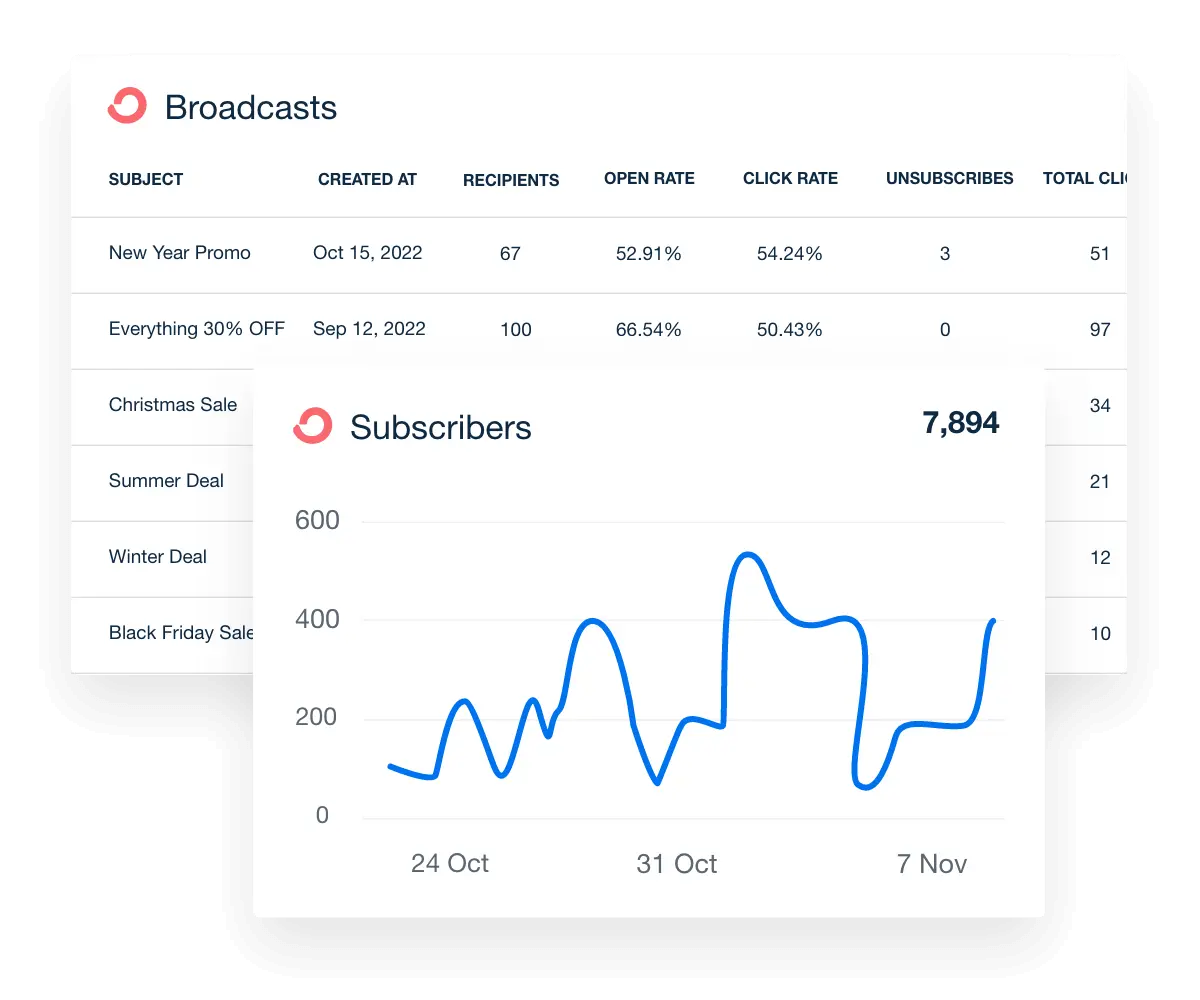 Broadcasts
SUBJECT CREATED AT RECIPIENTS OPEN RATE CLICK RATE UNSUBSCRIBES TOTAL
New Year Promo Oct 15, 2022 67 52.91% 54.24% 3 51
Everything 30% OFF Sep 12, 2022 100 66.54% 50.43% 0 97
Christmas Sale 34
Summer Deal 21
Winter Deal 12
Black Friday Sale 10
Subscribers 7,894
600
400
200
0
24 Oct 31 Oct 7 Nov